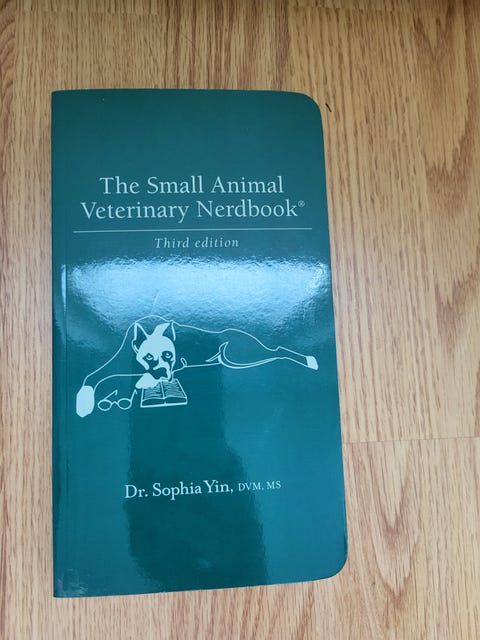 The Small Animal
Veterinary Nerdbook®
Third edition
Dr. Sophia Yin, DVM, MS